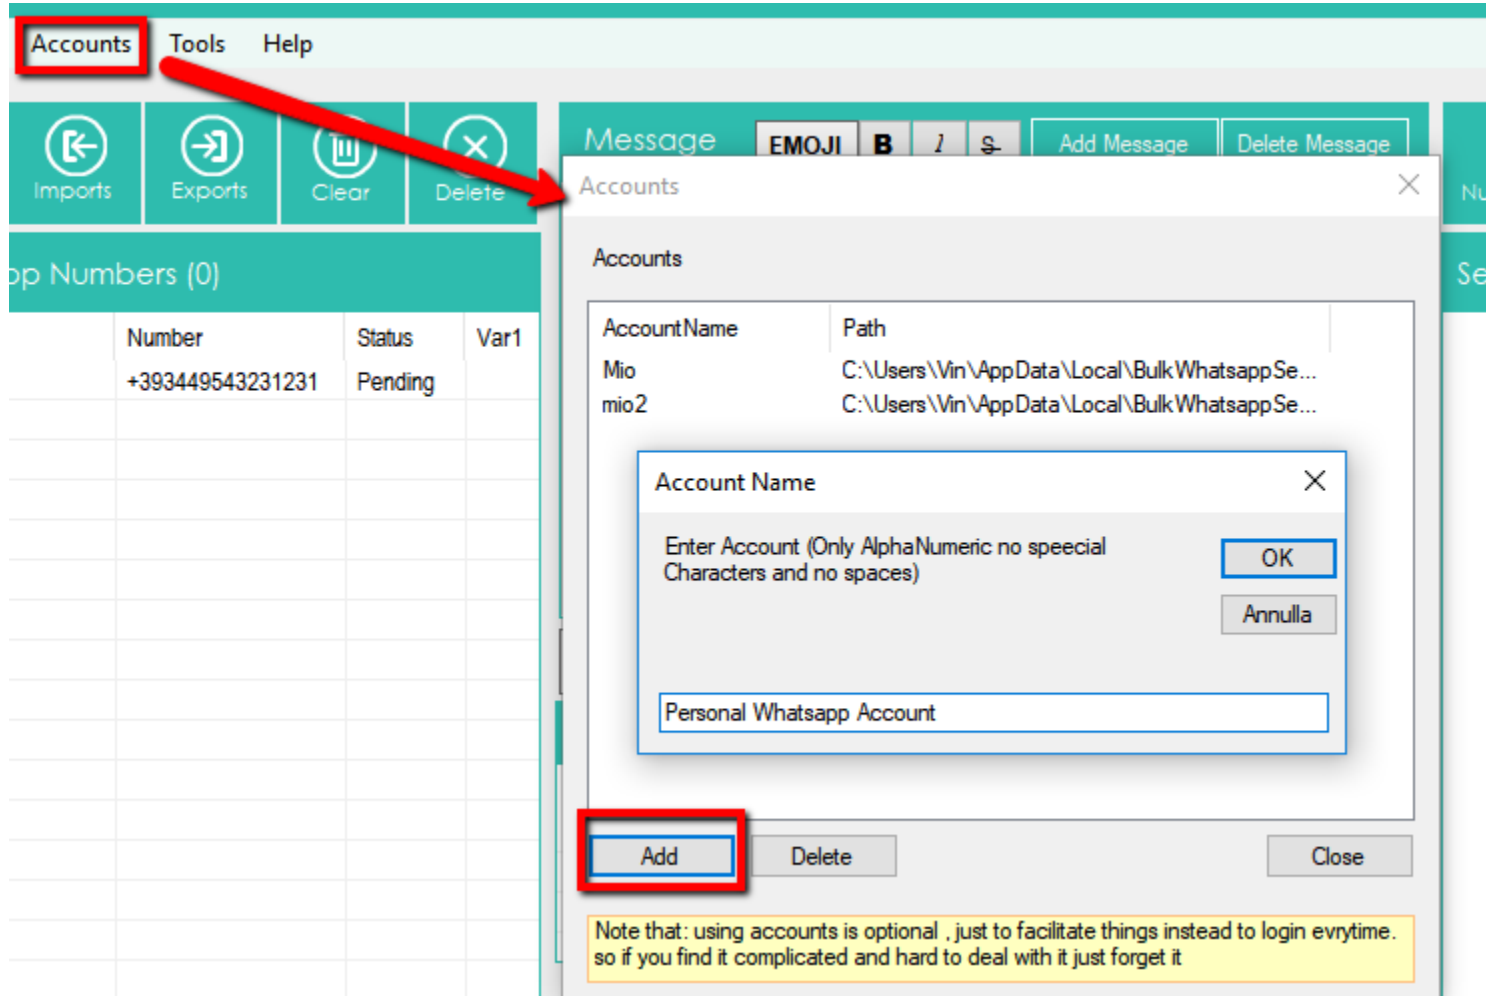 Accounts Tools Help
Imports Exports Clear Delete
Message EMOJI B I S Add Message Delete Message
Accounts
pp Numbers (0)
Number Status Var1
+393449543231231 Pending
Accounts
AccountName Path
Mio C:\Users\Vin\AppData\Local\BulkWhatsappSe...
mio2 C:\Users\Vin\AppData\Local\BulkWhatsappSe...
Account Name
Enter Account (Only AlphaNumeric no speecial
Characters and no spaces)
OK
Annulla
Personal Whatsapp Account
Add Delete Close
Note that: using accounts is optional , just to facilitate things instead to login evrytime.
so if you find it complicated and hard to deal with it just forget it